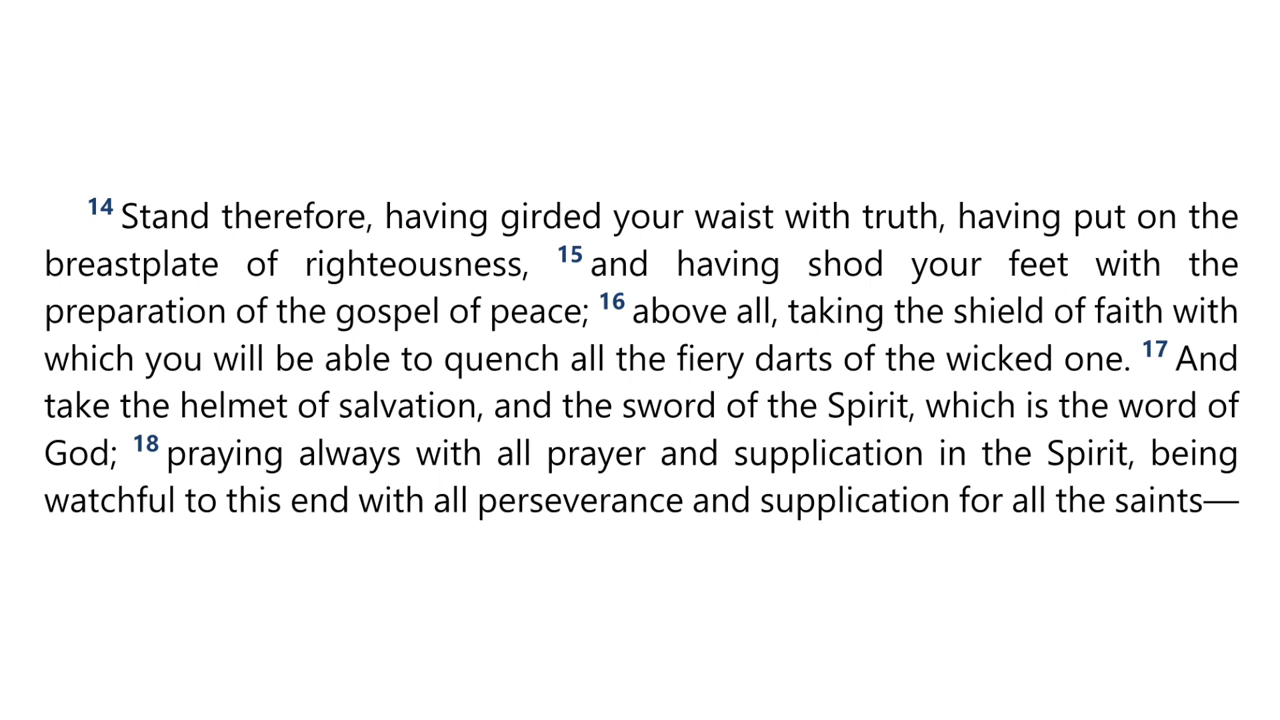 14 Stand therefore, having girded your waist with truth, having put on the
breastplate of righteousness, 15 and having shod your feet with the
preparation of the gospel of peace; 16 above all, taking the shield of faith with
which you will be able to quench all the fiery darts of the wicked one. 17 And
take the helmet of salvation, and the sword of the Spirit, which is the word of
God; 18 praying always with all prayer and supplication in the Spirit, being
watchful to this end with all perseverance and supplication for all the saints—